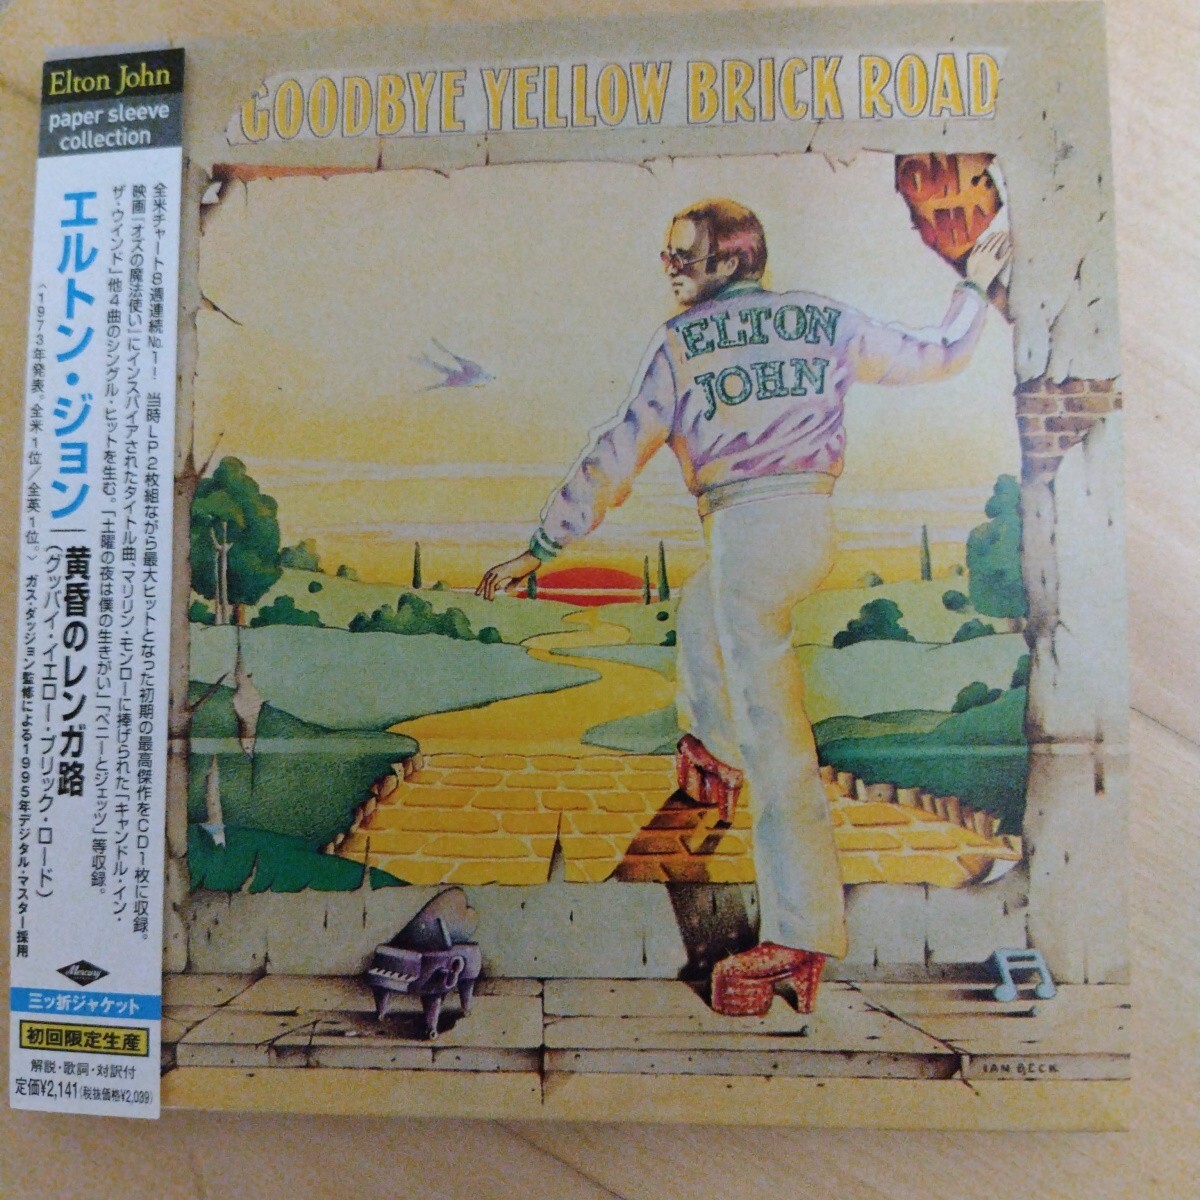 Elton John
paper sleeve
collection
エルトン・ジョン
黄昏のレンガ路
(グッバイ・イエロー・ブリック・ロード)
全米チャート8週連続No.1! 当時LP2枚組ながら最大ヒットとなった初期の最高傑作をCD1枚に収録。
映画「オズの魔法使い」にインスパイアされたタイトル曲、マリリン・モンローに捧げられた「キャンドル・イン・
ザ・ウインド」他4曲のシングル・ヒットを生む。「土曜の夜は僕の生きがい」「ベニーとジェッツ」等収録。
〈1973年発表。全米1位/全英1位。〉 ガス・ダッジョン監修による1995年デジタル・マスター採用
Mercury
三ッ折ジャケット
初回限定生産
解説・歌詞・対訳付
定価¥2,141(税抜価格¥2,039)
GOODBYE YELLOW BRICK ROAD
ELTON
JOHN
IAN BECK